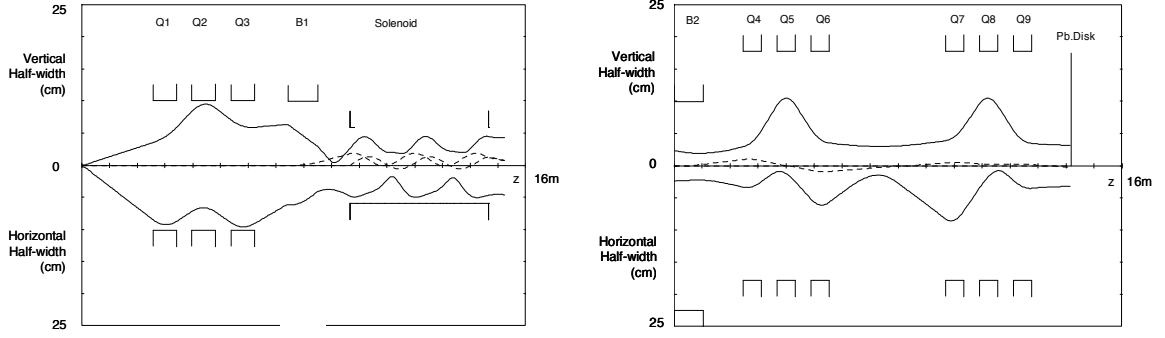 25
Q1 Q2 Q3 B1 Solenoid
Vertical
Half-width
(cm)
0
z 16m
Horizontal
Half-width
(cm)
25
25
B2 Q4 Q5 Q6 Q7 Q8 Q9
Pb.Disk
Vertical
Half-width
(cm)
0
z 16m
Horizontal
Half-width
(cm)
25